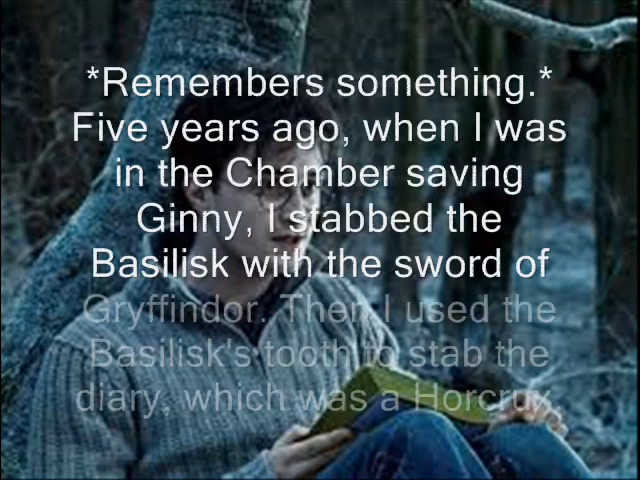 *Remembers something.*
Five years ago, when I was
in the Chamber saving
Ginny, I stabbed the
Basilisk with the sword of
Gryffindor. Then I used the
Basilisk's tooth to stab the
diary, which was a Horcrux.